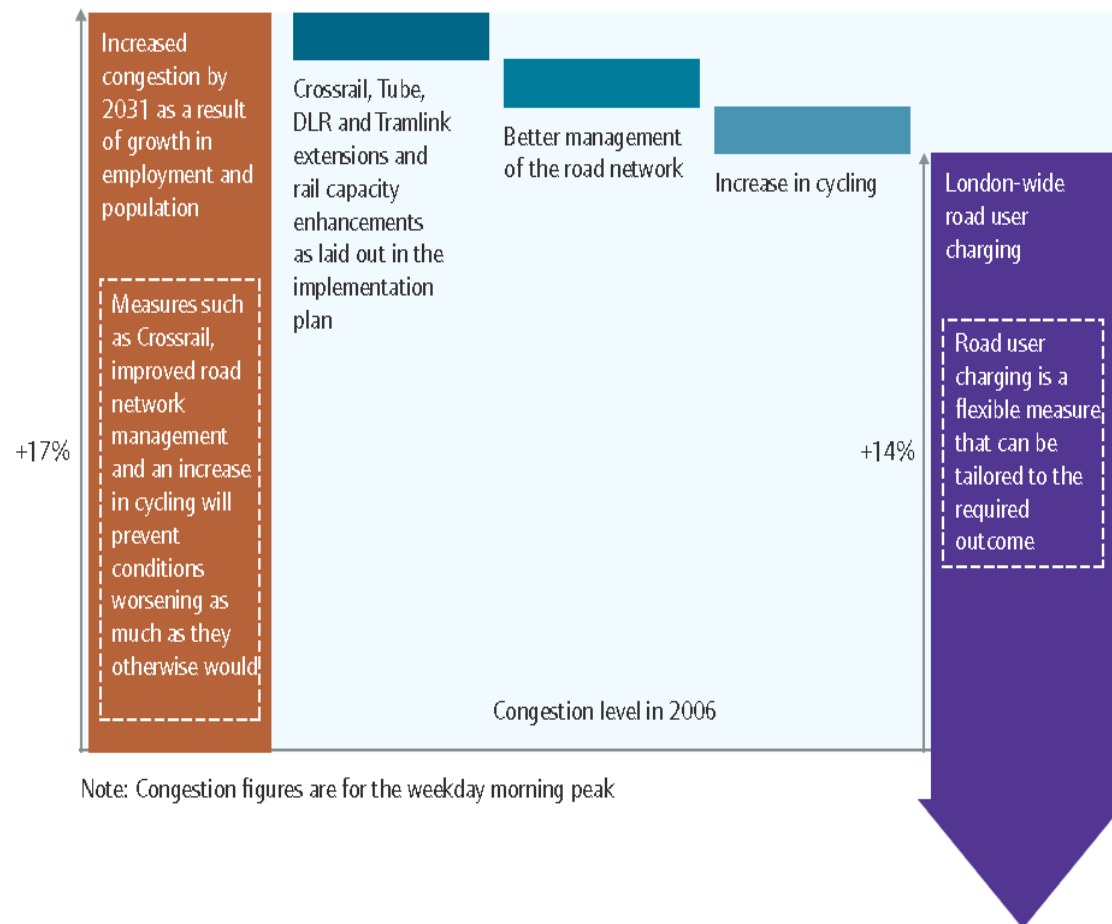 Increased
congestion by
2031 as a result
of growth in
employment and
population
Measures such
as Crossrail,
improved road
network
management
and an increase
in cycling will
prevent
conditions
worsening as
much as they
otherwise would
+17%
Crossrail, Tube,
DLR and Tramlink
extensions and
rail capacity
enhancements
as laid out in the
implementation
plan
Better management
of the road network
Increase in cycling
+14%
London-wide
road user
charging
Road user
charging is a
flexible measure
that can be
tailored to the
required
outcome
Congestion level in 2006
Note: Congestion figures are for the weekday morning peak